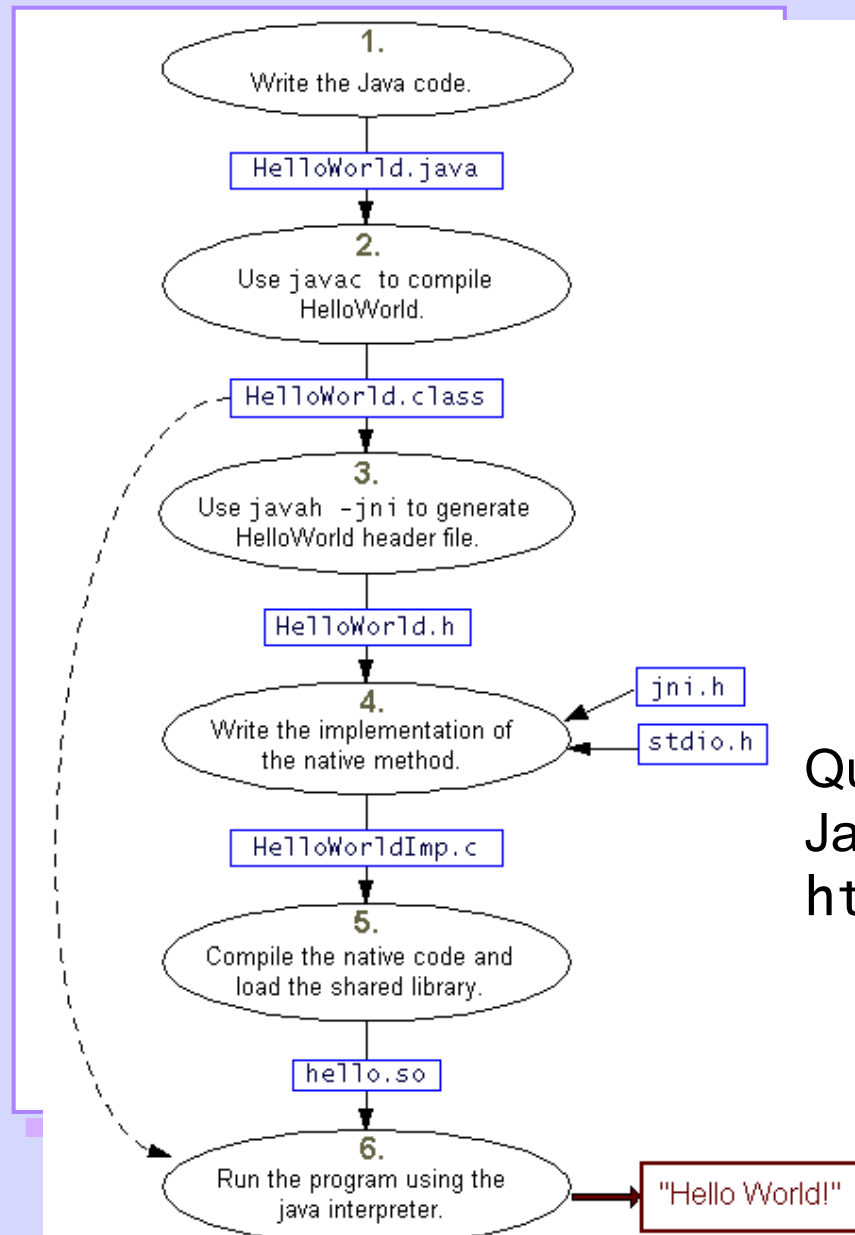 1.
Write the Java code.
HelloWorld.java
2.
Use javac to compile
HelloWorld.
HelloWorld.class
3.
Use javah -jni to generate
HelloWorld header file.
HelloWorld.h
4.
Write the implementation of
the native method.
jni.h
stdio.h
HelloWorldImp.c
5.
Compile the native code and
load the shared library.
hello.so
6.
Run the program using the
java interpreter.
"Hello World!"